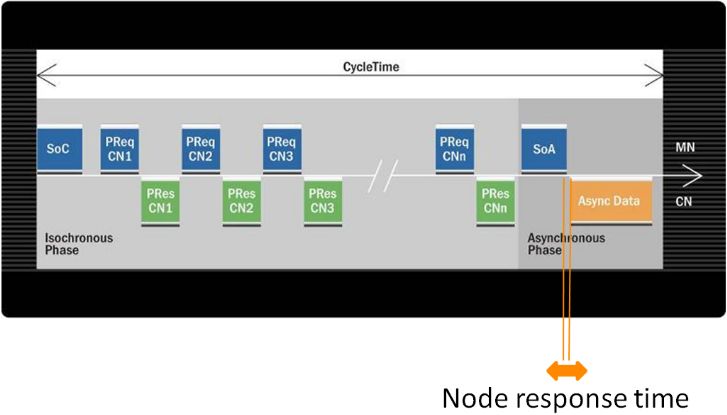 CycleTime
SoC
PReq
CN1
PReq
CN2
PReq
CN3
PReq
CNn
SoA
MN
PRes
CN1
PRes
CN2
PRes
CN3
PRes
CNn
Async Data
CN
Isochronous
Phase
Asynchronous
Phase
Node response time